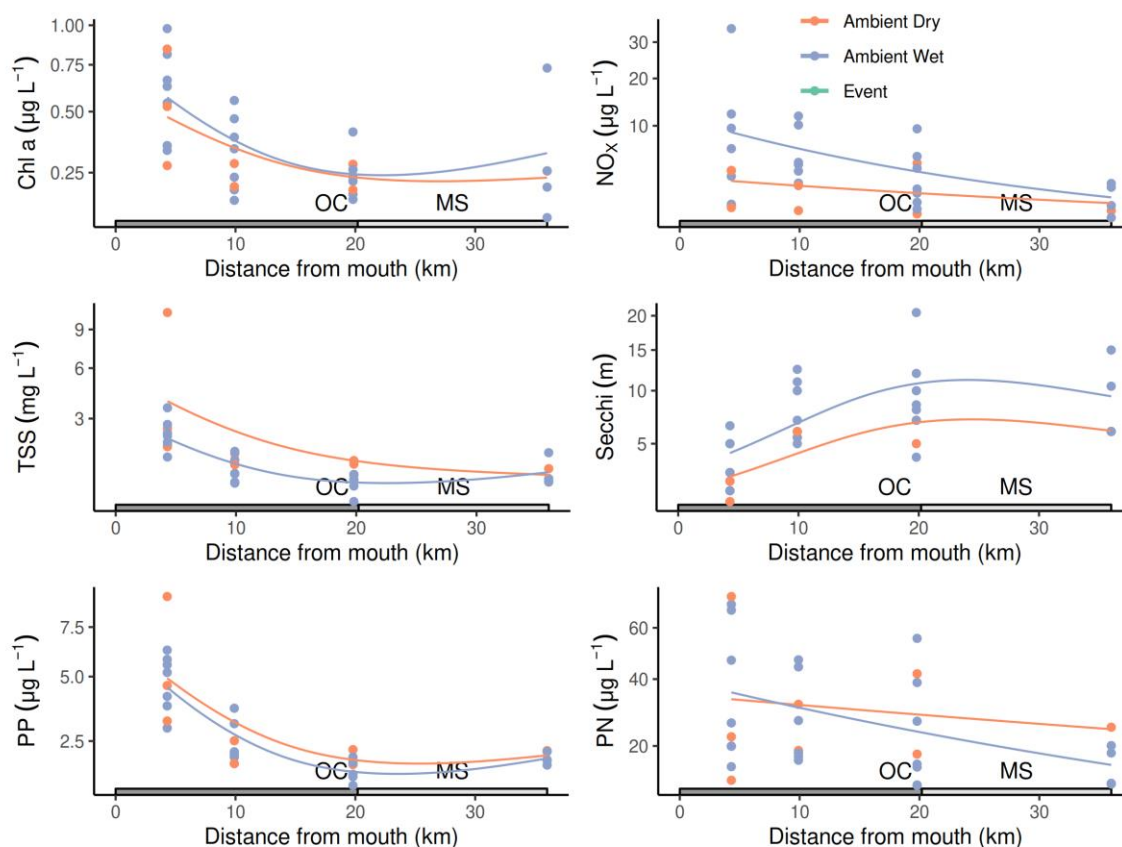 Chl a (µg L⁻¹)
1.00
0.75
0.50
0.25
OC
MS
0 10 20 30
Distance from mouth (km)
NOX (µg L⁻¹)
30
20
10
Ambient Dry
Ambient Wet
Event
OC
MS
0 10 20 30
Distance from mouth (km)
TSS (mg L⁻¹)
9
6
3
OC
MS
0 10 20 30
Distance from mouth (km)
Secchi (m)
20
15
10
5
OC
MS
0 10 20 30
Distance from mouth (km)
PP (µg L⁻¹)
7.5
5.0
2.5
OC
MS
0 10 20 30
Distance from mouth (km)
PN (µg L⁻¹)
60
40
20
OC
MS
0 10 20 30
Distance from mouth (km)